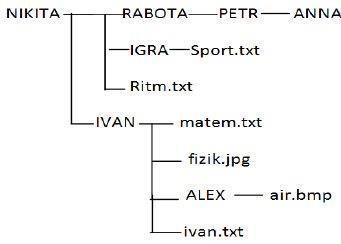 NIKITA RABOTA PETR ANNA
IGRA Sport.txt
Ritm.txt
IVAN matem.txt
fizik.jpg
ALEX air.bmp
ivan.txt